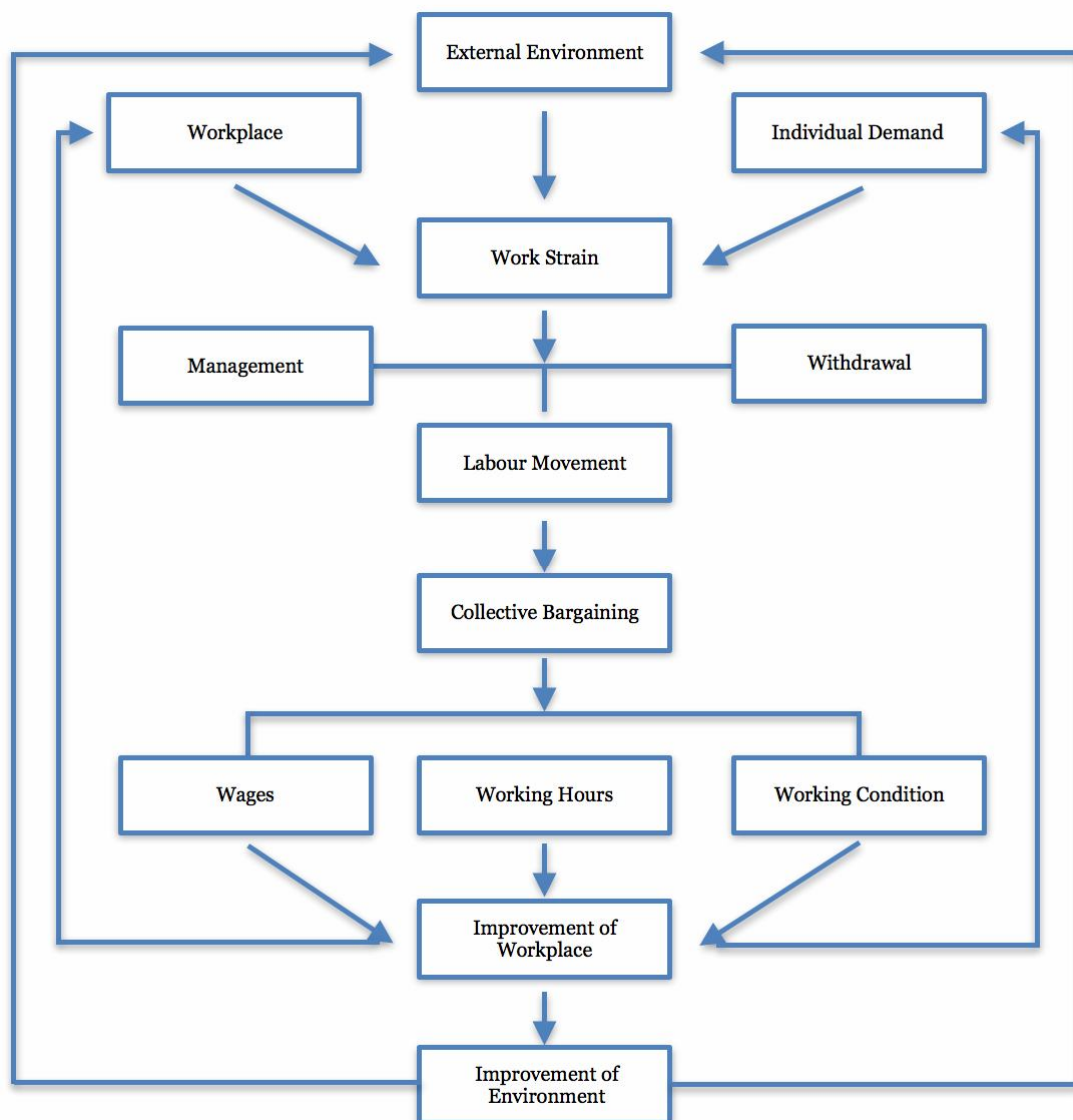 External Environment
Workplace
Individual Demand
Work Strain
Management
Withdrawal
Labour Movement
Collective Bargaining
Wages
Working Hours
Working Condition
Improvement of
Workplace
Improvement of
Environment